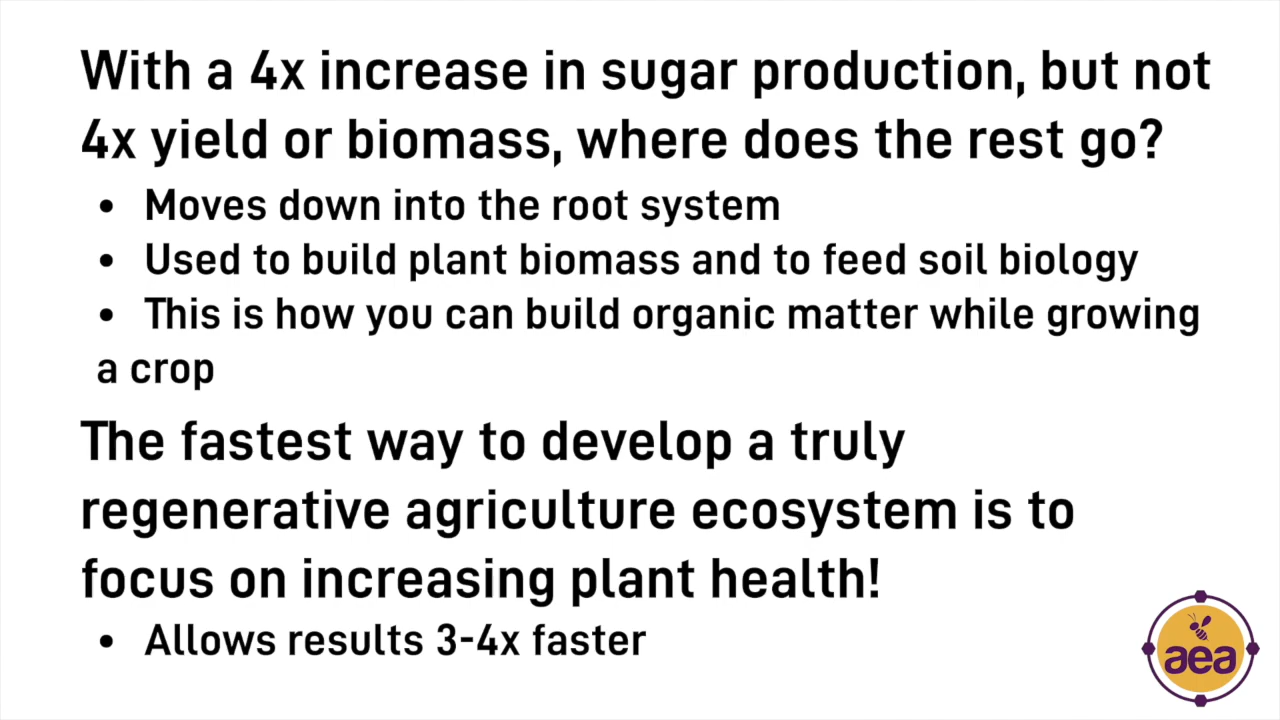 With a 4x increase in sugar production, but not
4x yield or biomass, where does the rest go?
• Moves down into the root system
• Used to build plant biomass and to feed soil biology
• This is how you can build organic matter while growing
a crop
The fastest way to develop a truly
regenerative agriculture ecosystem is to
focus on increasing plant health!
• Allows results 3-4x faster
aea